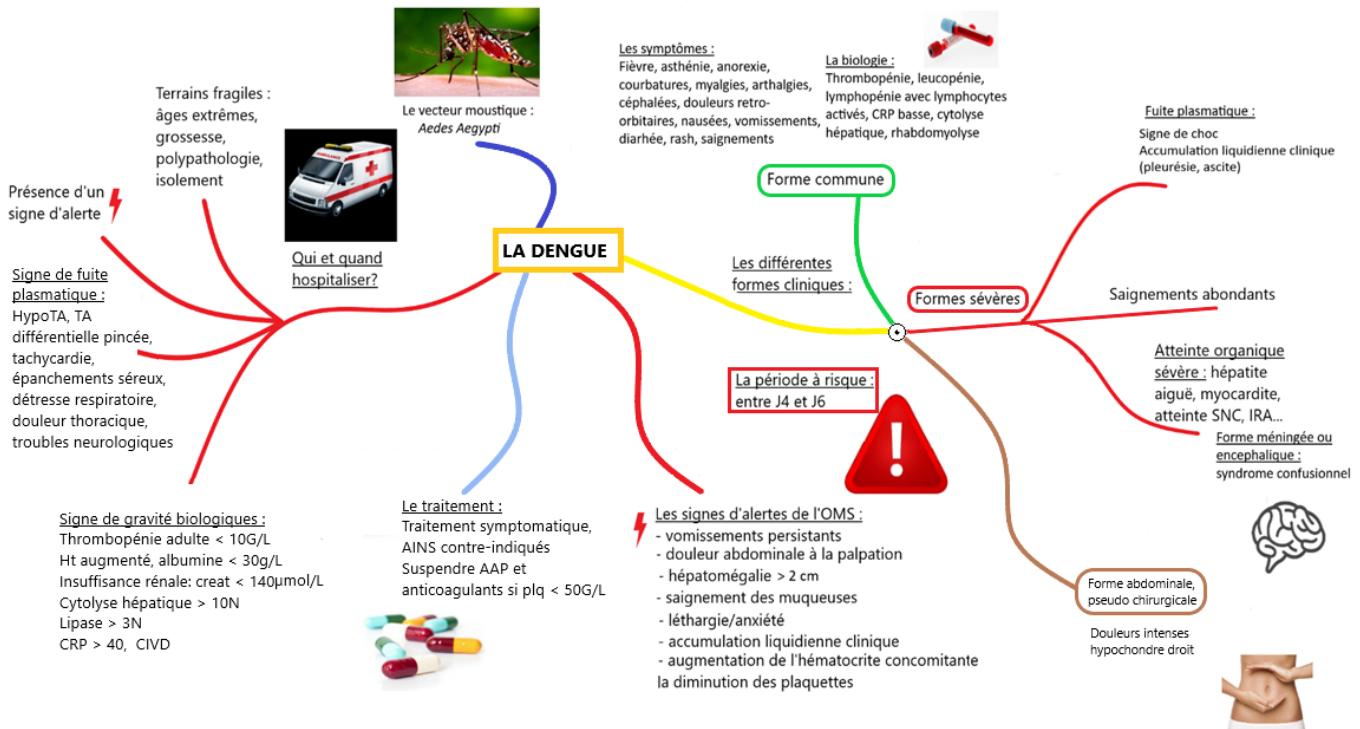 LA DENGUE
Le vecteur moustique :
Aedes Aegypti
Les symptômes :
Fièvre, asthénie, anorexie,
courbatures, myalgies, arthalgies,
céphalées, douleurs retro-
orbitaires, nausées, vomissements,
diarhée, rash, saignements
La biologie :
Thrombopénie, leucopénie,
lymphopénie avec lymphocytes
activés, CRP basse, cytolyse
hépatique, rhabdomyolyse
Forme commune
Les différentes
formes cliniques :
Formes sévères
Fuite plasmatique :
Signe de choc
Accumulation liquidienne clinique
(pleurésie, ascite)
Saignements abondants
Atteinte organique
sévère : hépatite
aiguë, myocardite,
atteinte SNC, IRA...
Forme méningée ou
encephalique :
syndrome confusionnel
Forme abdominale,
pseudo chirurgicale
Douleurs intenses
hypochondre droit
La période à risque :
entre J4 et J6
Les signes d'alertes de l'OMS :
- vomissements persistants
- douleur abdominale à la palpation
- hépatomégalie > 2 cm
- saignement des muqueuses
- léthargie/anxiété
- accumulation liquidienne clinique
- augmentation de l'hématocrite concomitante
la diminution des plaquettes
Le traitement :
Traitement symptomatique,
AINS contre-indiqués
Suspendre AAP et
anticoagulants si plq < 50G/L
Qui et quand
hospitaliser?
AMBULANCE
Terrains fragiles :
âges extrêmes,
grossesse,
polypathologie,
isolement
Présence d'un
signe d'alerte
Signe de fuite
plasmatique :
HypoTA, TA
différentielle pincée,
tachycardie,
épanchements séreux,
détresse respiratoire,
douleur thoracique,
troubles neurologiques
Signe de gravité biologiques :
Thrombopénie adulte < 10G/L
Ht augmenté, albumine < 30g/L
Insuffisance rénale: creat < 140µmol/L
Cytolyse hépatique > 10N
Lipase > 3N
CRP > 40, CIVD